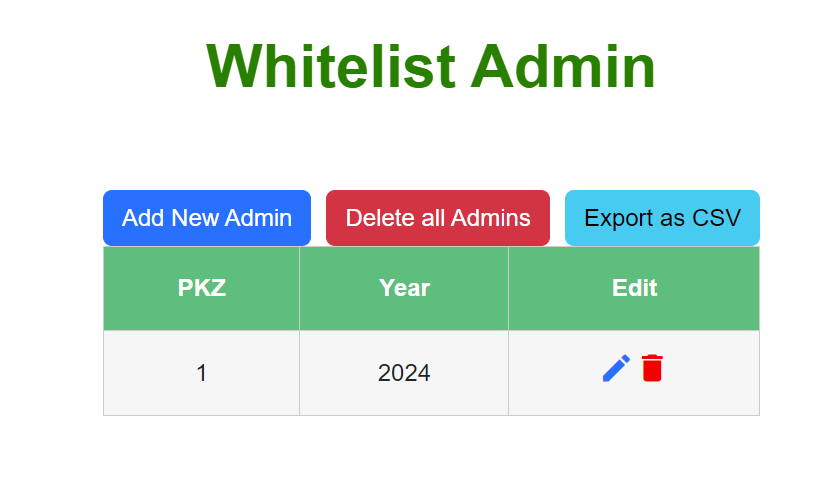 Whitelist Admin
Add New Admin Delete all Admins Export as CSV
PKZ Year Edit
1 2024